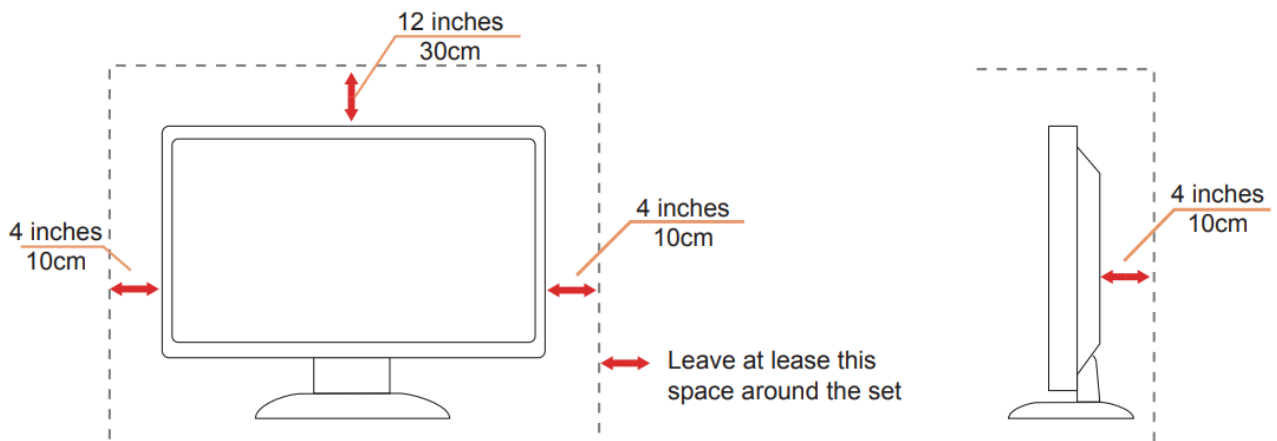 12 inches
30cm
4 inches
10cm
4 inches
10cm
4 inches
10cm
Leave at lease this
space around the set